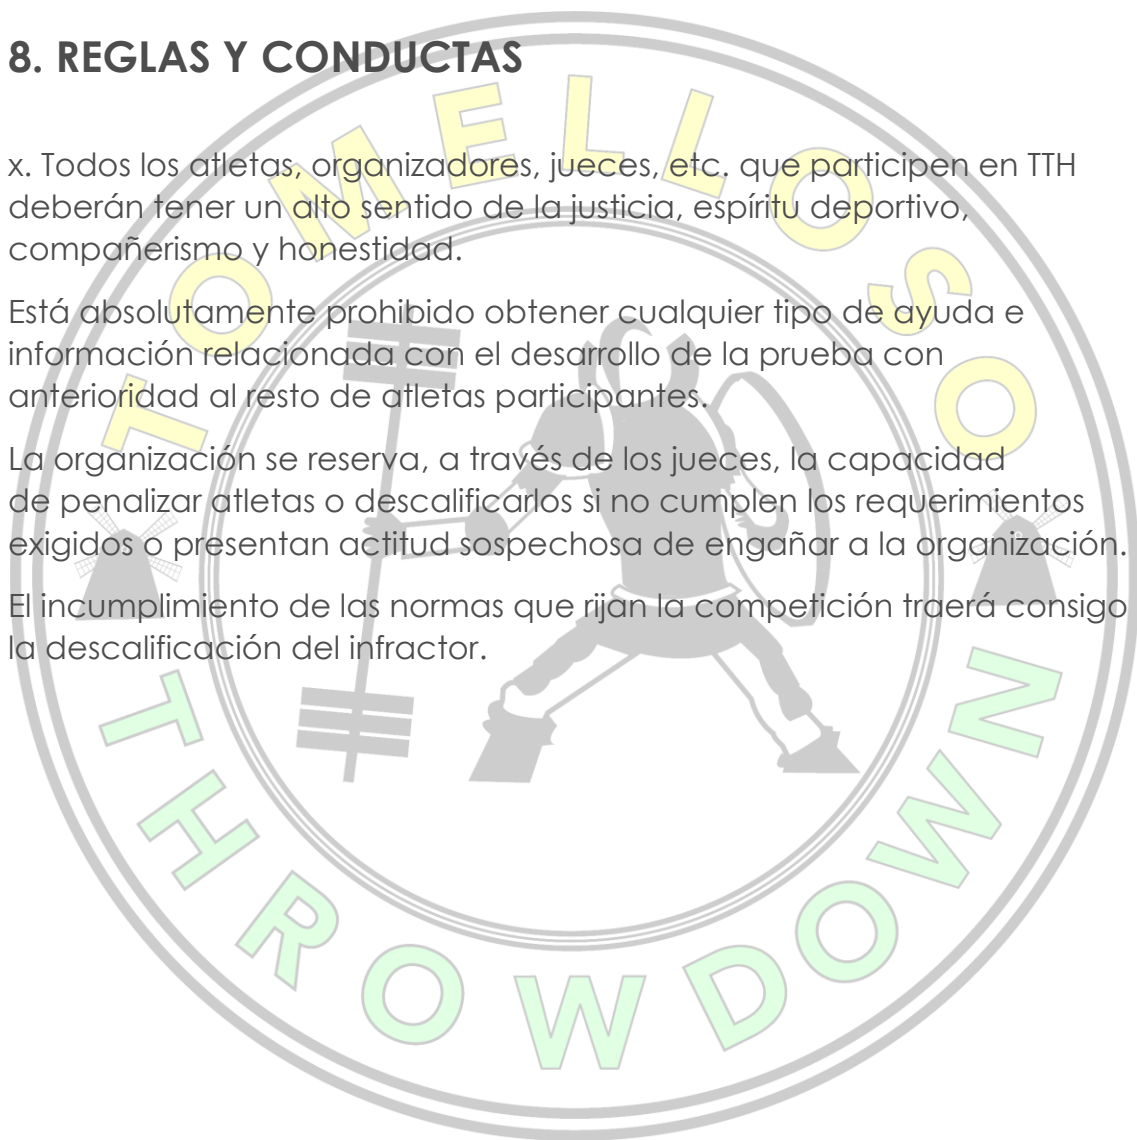 8. REGLAS Y CONDUCTAS
x. Todos los atletas, organizadores, jueces, etc. que participen en TTH
deberán tener un alto sentido de la justicia, espíritu deportivo,
compañerismo y honestidad.
Está absolutamente prohibido obtener cualquier tipo de ayuda e
información relacionada con el desarrollo de la prueba con
anterioridad al resto de atletas participantes.
La organización se reserva, a través de los jueces, la capacidad
de penalizar atletas o descalificarlos si no cumplen los requerimientos
exigidos o presentan actitud sospechosa de engañar a la organización.
El incumplimiento de las normas que rijan la competición traerá consigo
la descalificación del infractor.
TOMELLOSO
THROWDOWN